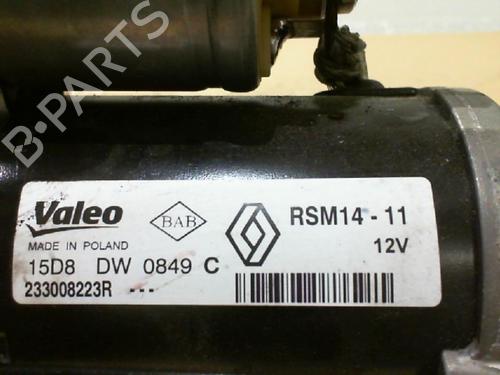 B-PARTS
Valeo BAB RSM14 - 11
MADE IN POLAND 12V
15D8 DW 0849 C
233008223R ---